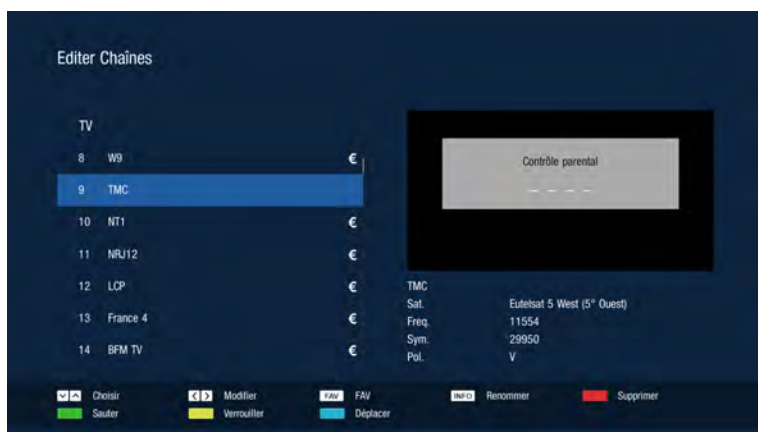 Editer Chaînes
TV
8 W9 €
9 TMC
10 NT1 €
11 NRJ12 €
12 LCP €
13 France 4 €
14 BFM TV €
Contrôle parental
_ _ _ _
TMC
Sat. Eutelsat 5 West (5° Ouest)
Freq. 11554
Sym. 29950
Pol. V
Choisir Modifier FAV FAV INFO Renommer Supprimer
Sauter Verrouiller Déplacer